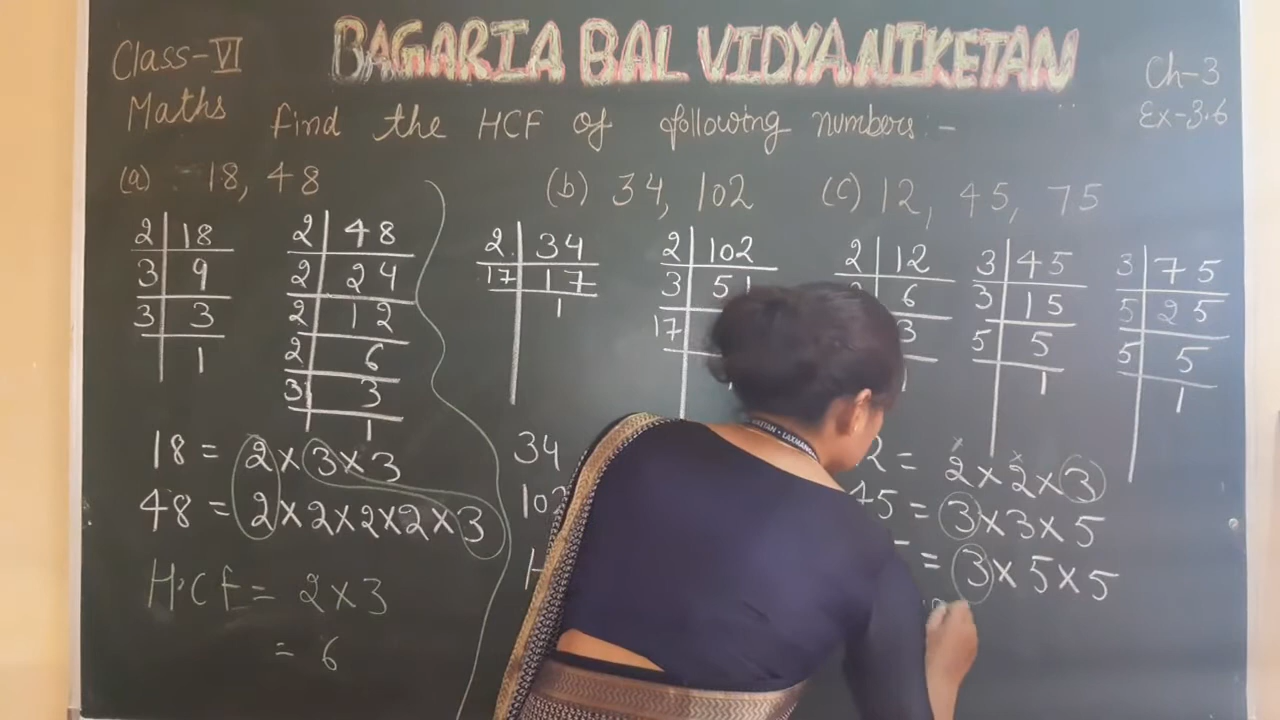 BAGARIA BAL VIDYA NIKETAN
Class-VI
Maths
Ch-3
Ex-3.6
find the HCF of following numbers:-
(a) 18, 48
2 | 18
3 | 9
3 | 3
1
2 | 48
2 | 24
2 | 12
2 | 6
3 | 3
1
18 = 2×3×3
48 = 2×2×2×2×3
H.C.f = 2×3
= 6
(b) 34, 102
2 | 34
17 | 17
1
2 | 102
3 | 51
17
34
(c) 12, 45, 75
2 | 12
6
3
3 | 45
3 | 15
5 | 5
1
3 | 75
5 | 25
5 | 5
1
2 = 2×2×3
45 = 3×3×5
= 3×5×5